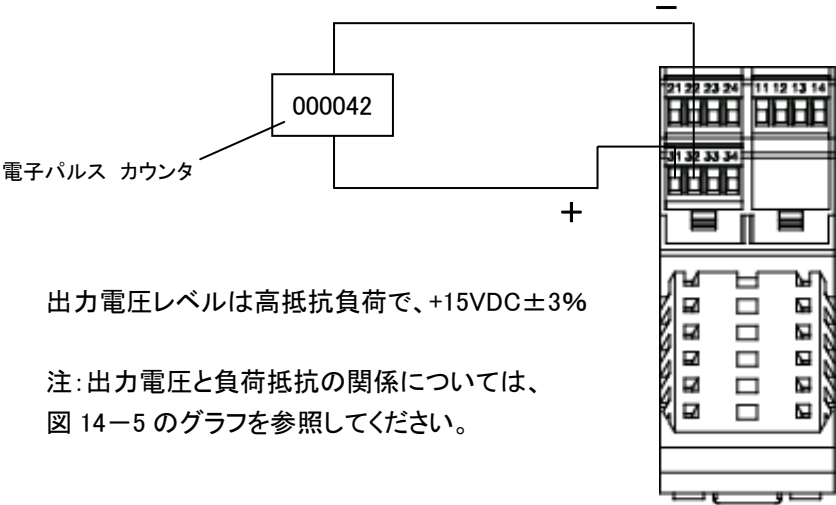 −
21 22 23 24 11 12 13 14
000042
31 32 33 34
電子パルス カウンタ
+
出力電圧レベルは高抵抗負荷で、+15VDC±3%
注：出力電圧と負荷抵抗の関係については、
図 14－5 のグラフを参照してください。